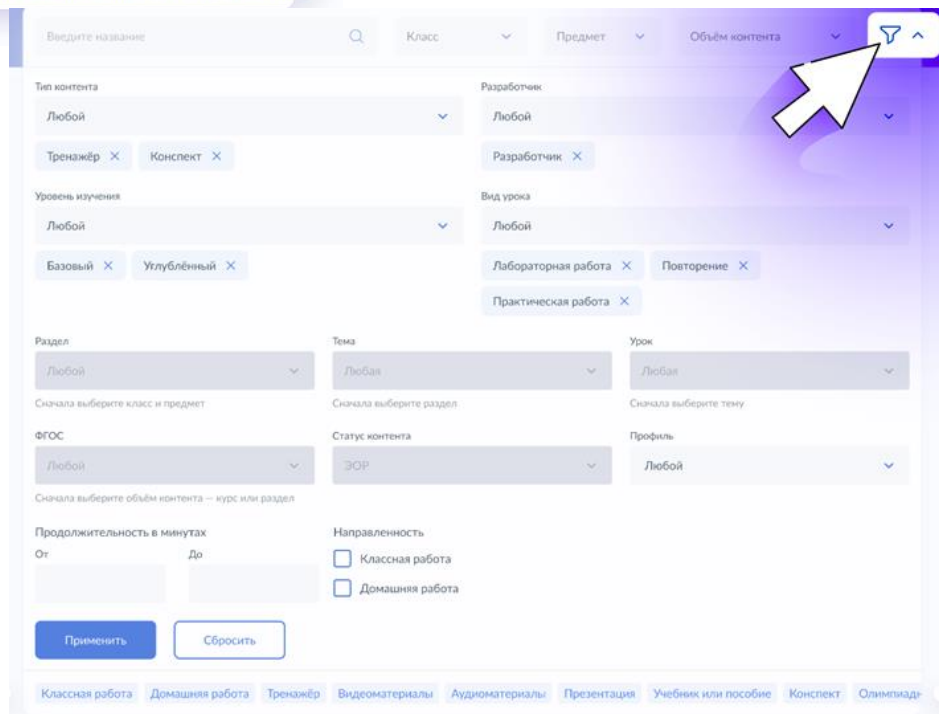 Введите название Класс Предмет Объём контента
Тип контента Разработчик
Любой Любой
Тренажёр Конспект Разработчик
Уровень изучения Вид урока
Любой Любой
Базовый Углублённый Лабораторная работа Повторение
Практическая работа
Раздел Тема Урок
Любой Любая Любая
Сначала выберите класс и предмет Сначала выберите раздел Сначала выберите тему
ФГОС Статус контента Профиль
Любой ЭОР Любой
Сначала выберите объём контента — курс или раздел
Продолжительность в минутах Направленность
От До Классная работа
Домашняя работа
Применить Сбросить
Классная работа Домашняя работа Тренажёр Видеоматериалы Аудиоматериалы Презентация Учебник или пособие Конспект